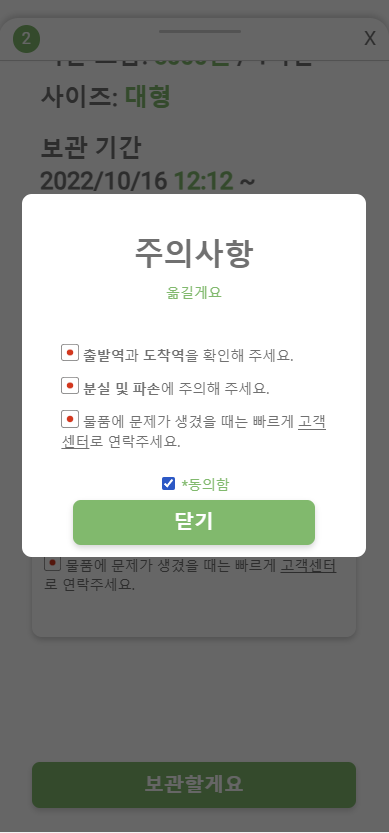 2
X
사이즈: 대형
보관 기간
2022/10/16 12:12 ~
주의사항
옮길게요
출발역과 도착역을 확인해 주세요.
분실 및 파손에 주의해 주세요.
물품에 문제가 생겼을 때는 빠르게 고객
센터로 연락주세요.
*동의함
닫기
물품에 문제가 생겼을 때는 빠르게 고객센터
로 연락주세요.
보관할게요